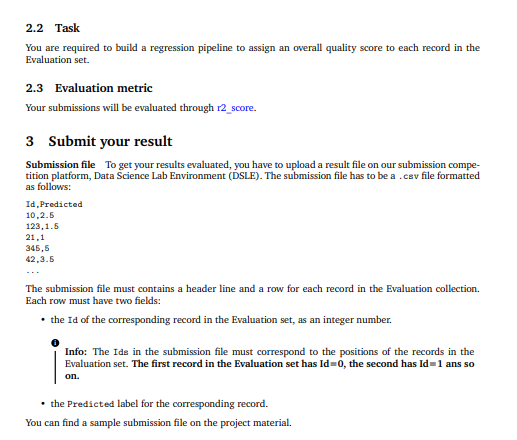 2.2 Task
You are required to build a regression pipeline to assign an overall quality score to each record in the
Evaluation set.
2.3 Evaluation metric
Your submissions will be evaluated through r2_score.
3 Submit your result
Submission file To get your results evaluated, you have to upload a result file on our submission compe-
tition platform, Data Science Lab Environment (DSLE). The submission file has to be a .csv file formatted
as follows:
Id,Predicted
10,2.5
123,1.5
21,1
345,5
42,3.5
...
The submission file must contains a header line and a row for each record in the Evaluation collection.
Each row must have two fields:
• the Id of the corresponding record in the Evaluation set, as an integer number.
Info: The Ids in the submission file must correspond to the positions of the records in the
Evaluation set. The first record in the Evaluation set has Id=0, the second has Id=1 ans so
on.
• the Predicted label for the corresponding record.
You can find a sample submission file on the project material.